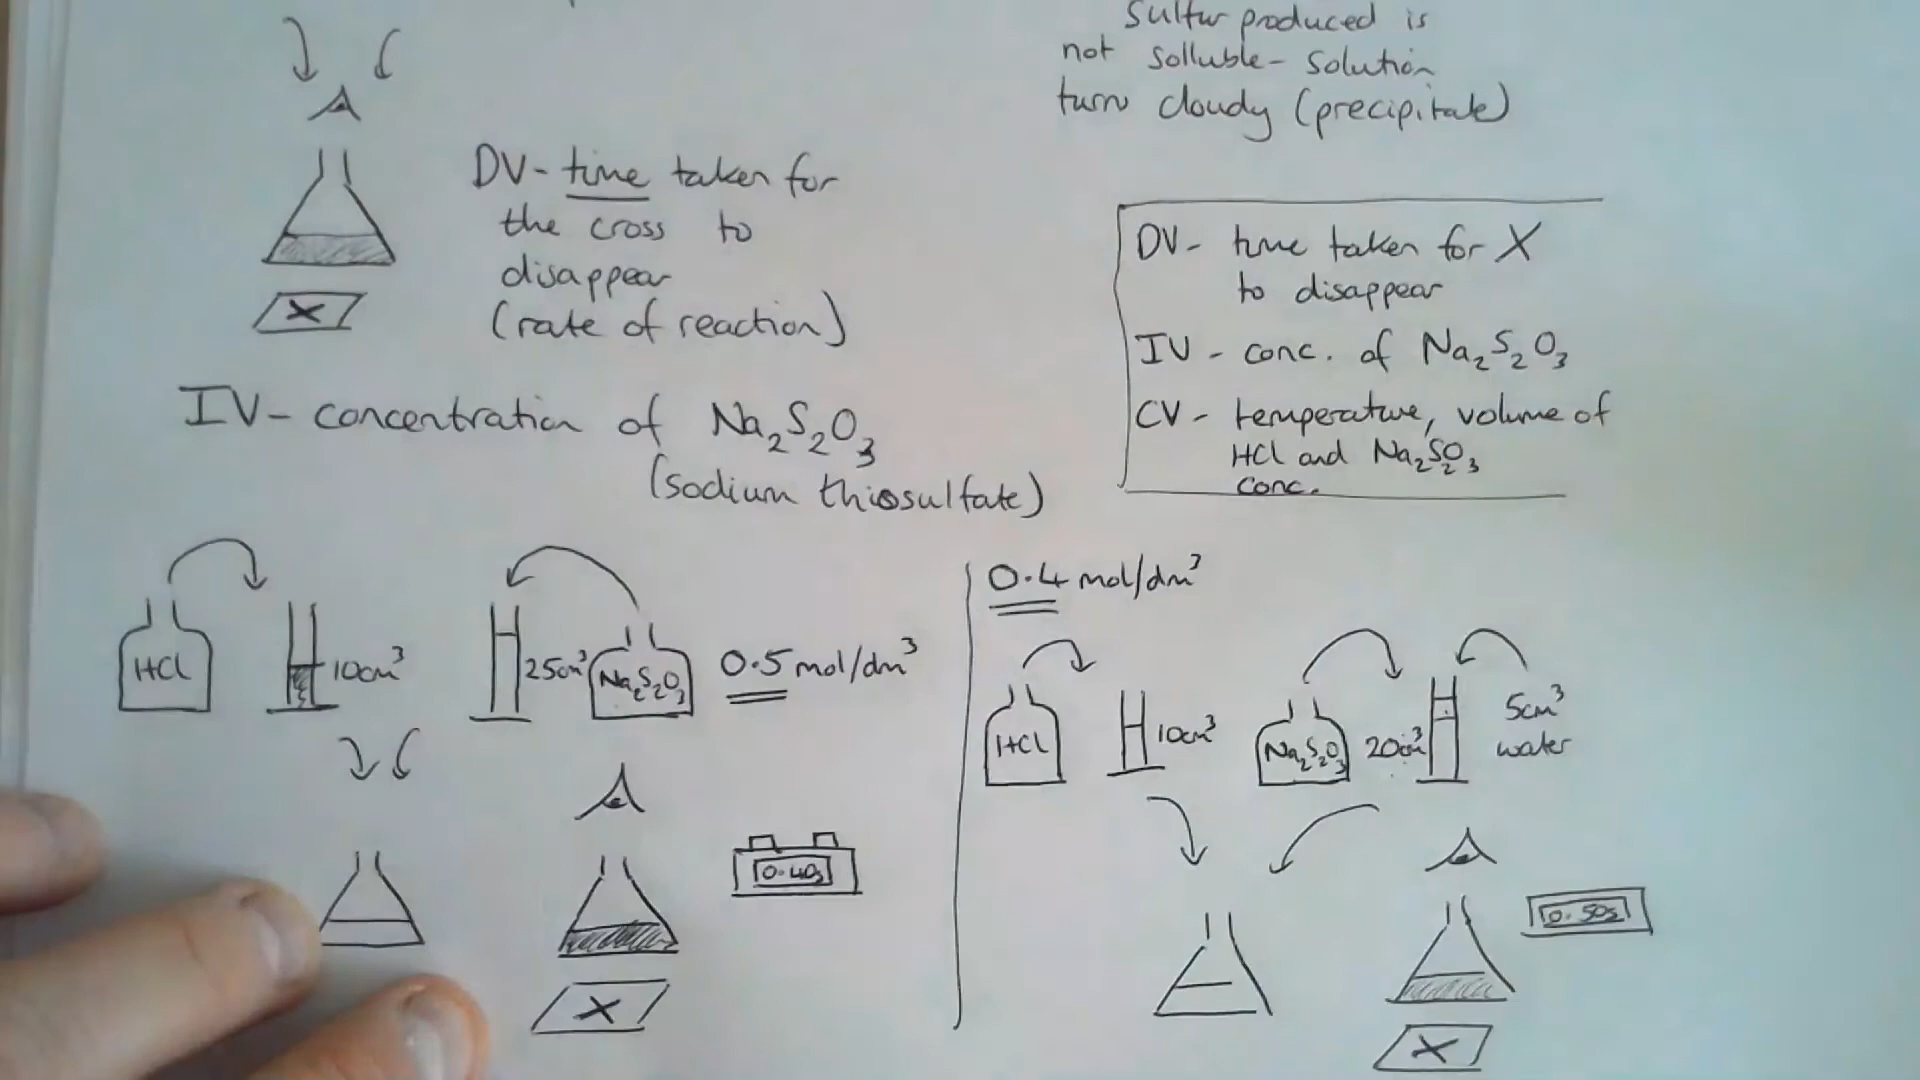 Sulfur produced is
not solluble - solution
turns cloudy (precipitate)
DV - time taken for
the cross to
disappear
(rate of reaction)
X
DV - time taken for X
to disappear
IV - conc. of Na₂S₂O₃
CV - temperature, volume of
HCl and Na₂S₂O₃
conc.
IV - concentration of Na₂S₂O₃
(sodium thiosulfate)
HCl
10cm³
25cm³
Na₂S₂O₃
0.5 mol/dm³
0.40s
X
0.4 mol/dm³
HCl
10cm³
Na₂S₂O₃
20cm³
5cm³
water
0.50s
X